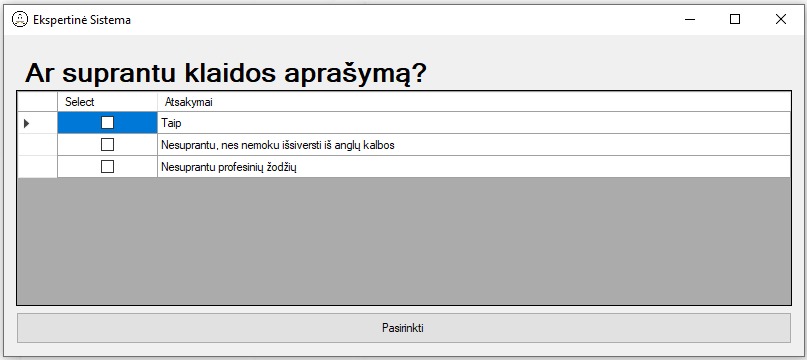 Ekspertinė Sistema
Ar suprantu klaidos aprašymą?
Select Atsakymai
Taip
Nesuprantu, nes nemoku išsiversti iš anglų kalbos
Nesuprantu profesinių žodžių
Pasirinkti